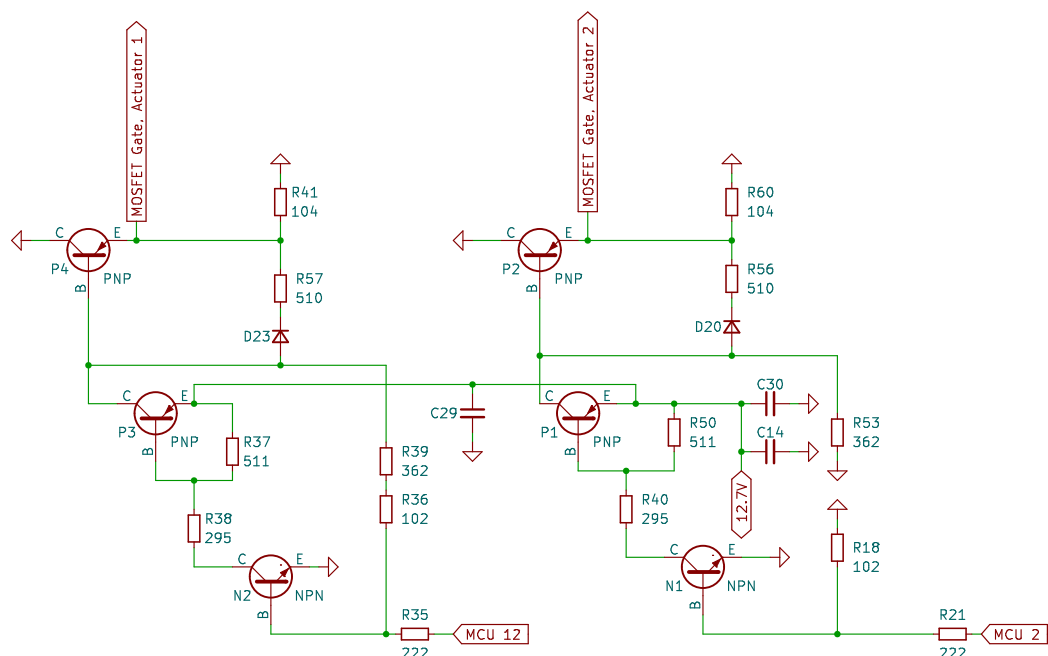 MOSFET Gate, Actuator 1
MOSFET Gate, Actuator 2
R41
104
R60
104
C
E
P4
PNP
B
C
E
P2
PNP
B
R57
510
R56
510
D23
D20
C
E
P3
PNP
B
R37
511
C29
C
E
P1
PNP
B
R50
511
C30
C14
12.7V
R53
362
R39
362
R36
102
R38
295
R40
295
R18
102
C
E
N2
NPN
B
C
E
N1
NPN
B
R35
222
MCU 12
R21
222
MCU 2